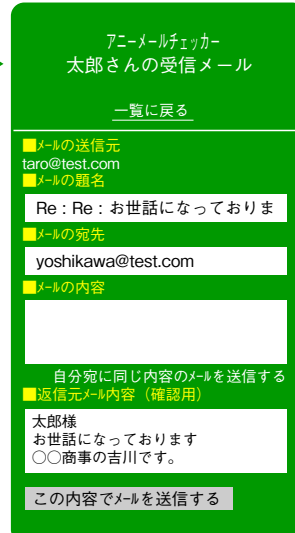 ｱﾆｰﾒｰﾙﾁｪｯｶｰ
太郎さんの受信メール
一覧に戻る
■ﾒｰﾙの送信元
taro@test.com
■ﾒｰﾙの題名
Re：Re：お世話になっておりま
■ﾒｰﾙの宛先
yoshikawa@test.com
■ﾒｰﾙの内容
自分宛に同じ内容のﾒｰﾙを送信する
■返信元ﾒｰﾙ内容（確認用）
太郎様
お世話になっております
○○商事の吉川です。
この内容でﾒｰﾙを送信する